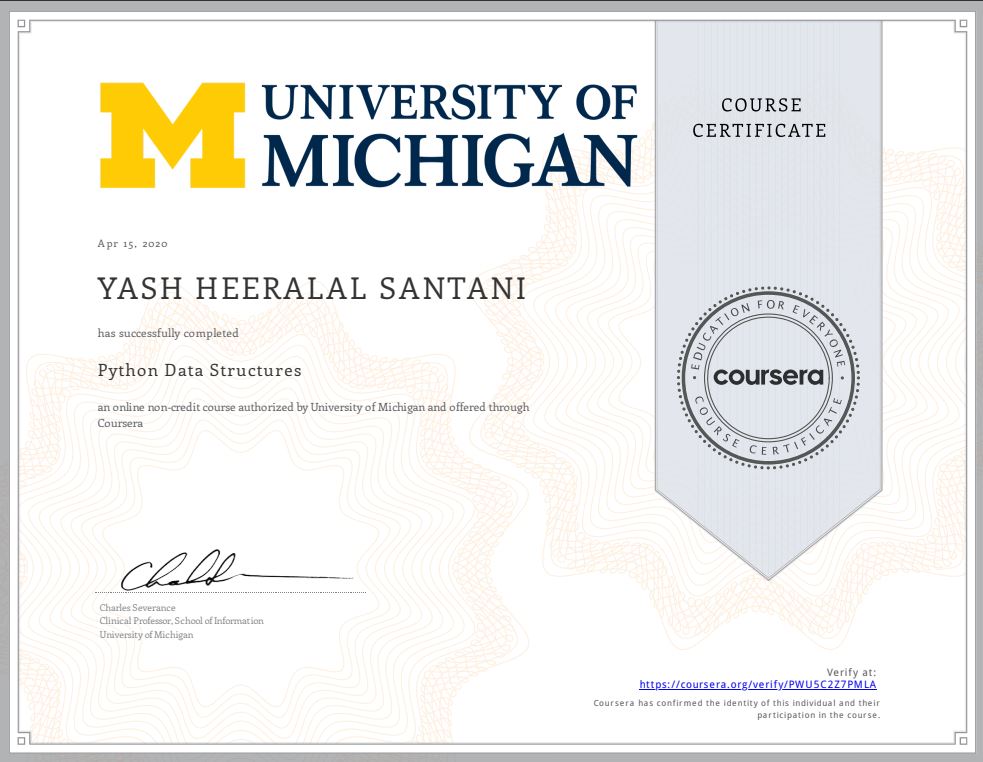 UNIVERSITY OF
MICHIGAN
COURSE
CERTIFICATE
Apr 15, 2020
YASH HEERALAL SANTANI
has successfully completed
Python Data Structures
an online non-credit course authorized by University of Michigan and offered through
Coursera
EDUCATION FOR EVERYONE
coursera
COURSE CERTIFICATE
Charles Severance
Clinical Professor, School of Information
University of Michigan
Verify at:
https://coursera.org/verify/PWU5C2Z7PMLA
Coursera has confirmed the identity of this individual and their
participation in the course.